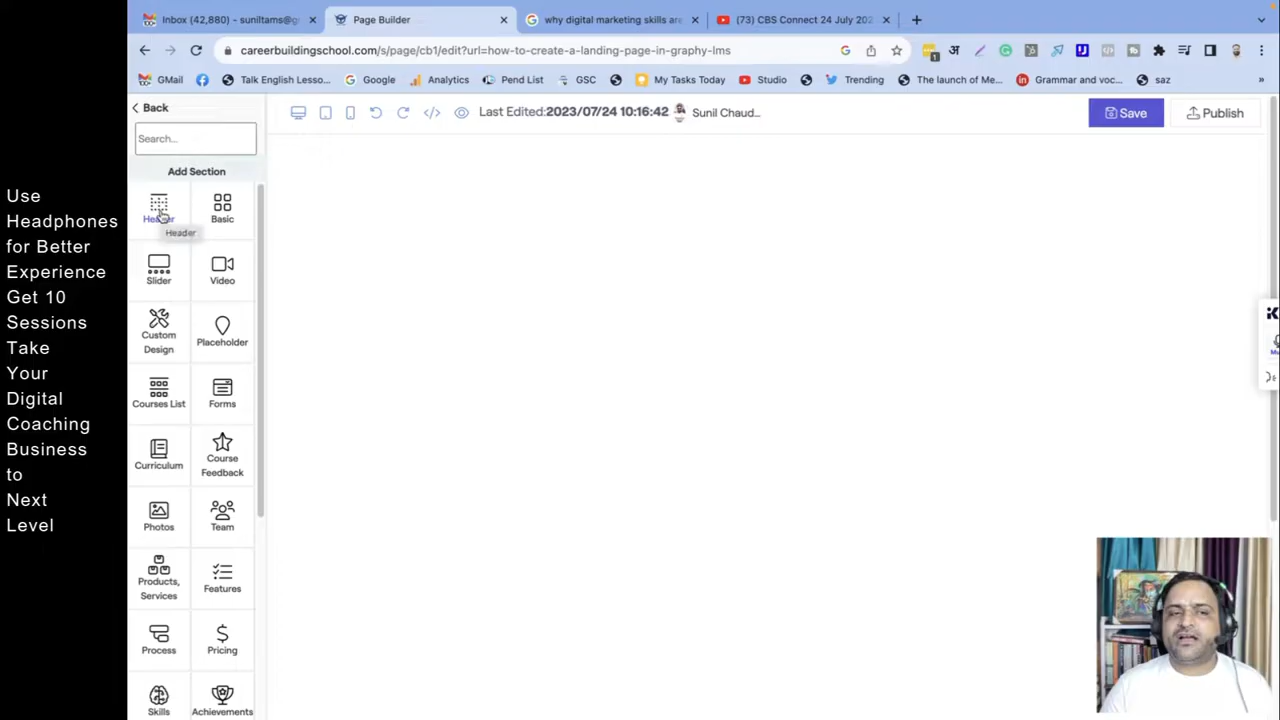 Inbox (42,880) - suniltams@g
Page Builder
why digital marketing skills are
(73) CBS Connect 24 July 202
careerbuildingschool.com/s/page/cb1/edit?url=how-to-create-a-landing-page-in-graphy-lms
GMail
Talk English Lesso...
Google
Analytics
Pend List
GSC
My Tasks Today
Studio
Trending
The launch of Me...
Grammar and voc...
saz
»
Back
Last Edited:2023/07/24 10:16:42
Sunil Chaud...
Save
Publish
Search...
Add Section
Header
Basic
Header
Slider
Video
Custom
Design
Placeholder
Courses List
Forms
Curriculum
Course
Feedback
Photos
Team
Products,
Services
Features
Process
Pricing
Skills
Achievements
Use
Headphones
for Better
Experience
Get 10
Sessions
Take
Your
Digital
Coaching
Business
to
Next
Level